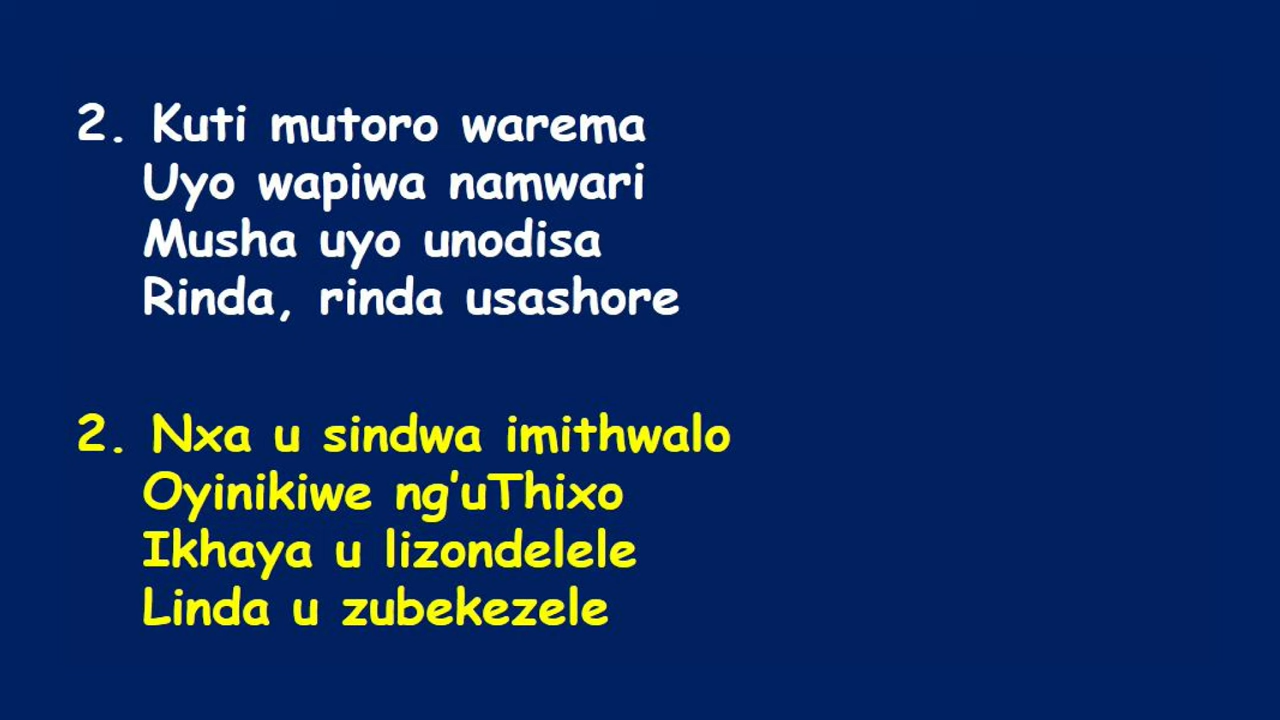 2. Kuti mutoro warema
Uyo wapiwa namwari
Musha uyo unodisa
Rinda, rinda usashore
2. Nxa u sindwa imithwalo
Oyinikiwe ng'uThixo
Ikhaya u lizondelele
Linda u zubekezele